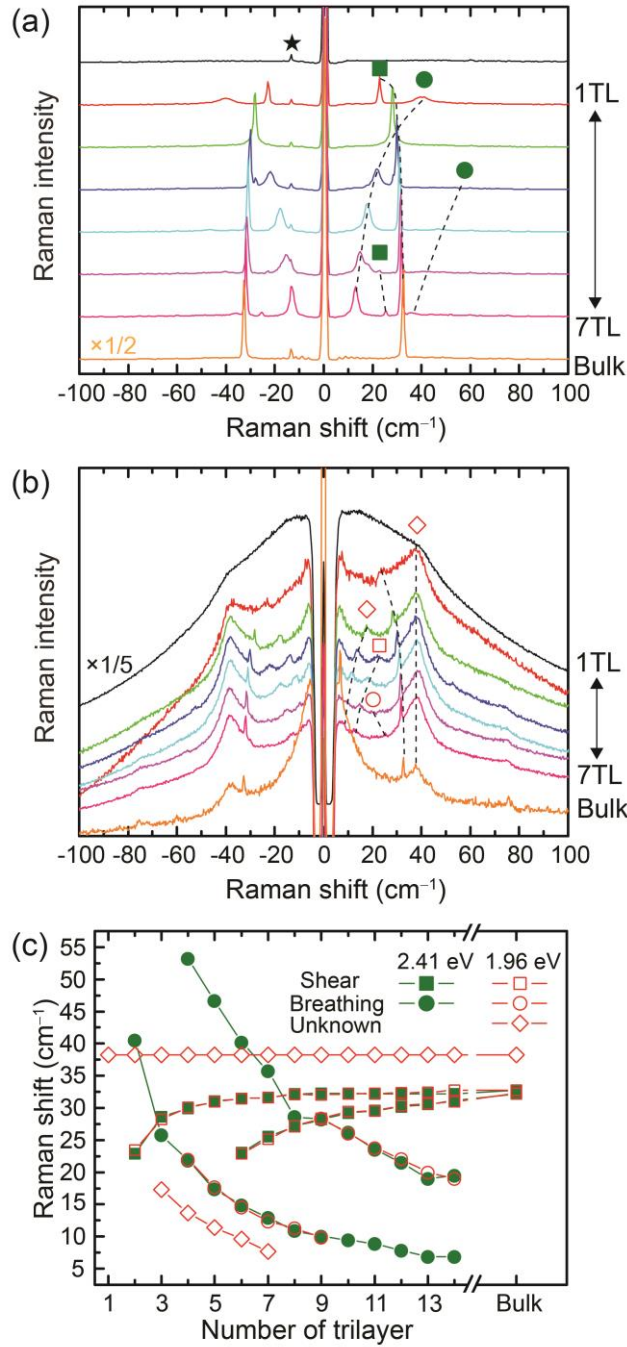 (a)
Raman intensity
1TL
7TL
×1/2
Bulk
-100 -80 -60 -40 -20 0 20 40 60 80 100
Raman shift (cm⁻¹)
(b)
Raman intensity
×1/5
1TL
7TL
Bulk
-100 -80 -60 -40 -20 0 20 40 60 80 100
Raman shift (cm⁻¹)
(c)
2.41 eV 1.96 eV
Shear
Breathing
Unknown
Raman shift (cm⁻¹)
55
50
45
40
35
30
25
20
15
10
5
1 3 5 7 9 11 13 Bulk
Number of trilayer